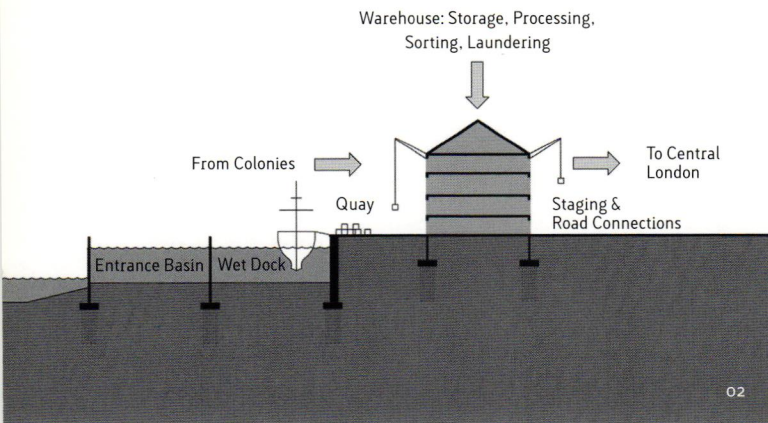 Warehouse: Storage, Processing,
Sorting, Laundering
From Colonies
To Central
London
Quay
Staging &
Road Connections
Entrance Basin
Wet Dock
02